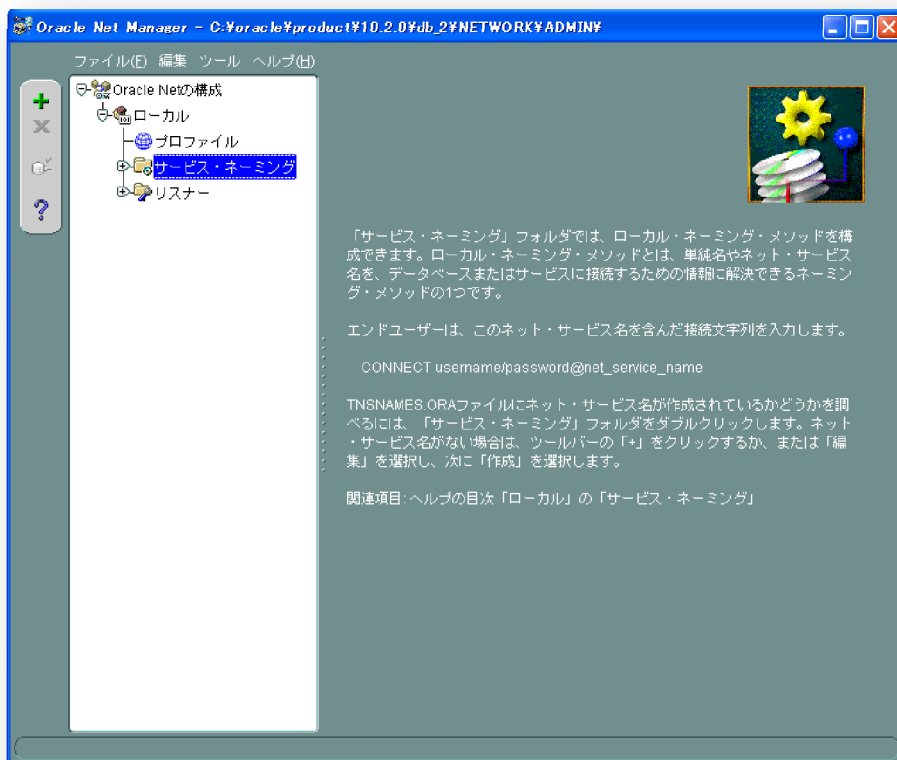 Oracle Net Manager - C:¥oracle¥product¥10.2.0¥db_2¥NETWORK¥ADMIN¥
ファイル(F) 編集 ツール ヘルプ(H)
Oracle Netの構成
ローカル
プロファイル
サービス・ネーミング
リスナー
「サービス・ネーミング」フォルダでは、ローカル・ネーミング・メソッドを構
成できます。ローカル・ネーミング・メソッドとは、単純名やネット・サービス
名を、データベースまたはサービスに接続するための情報に解決できるネーミン
グ・メソッドの1つです。
エンドユーザーは、このネット・サービス名を含んだ接続文字列を入力します。
CONNECT username/password@net_service_name
TNSNAMES.ORAファイルにネット・サービス名が作成されているかどうかを調
べるには、「サービス・ネーミング」フォルダをダブルクリックします。ネット
・サービス名がない場合は、ツールバーの「+」をクリックするか、または「編
集」を選択し、次に「作成」を選択します。
関連項目:ヘルプの目次「ローカル」の「サービス・ネーミング」